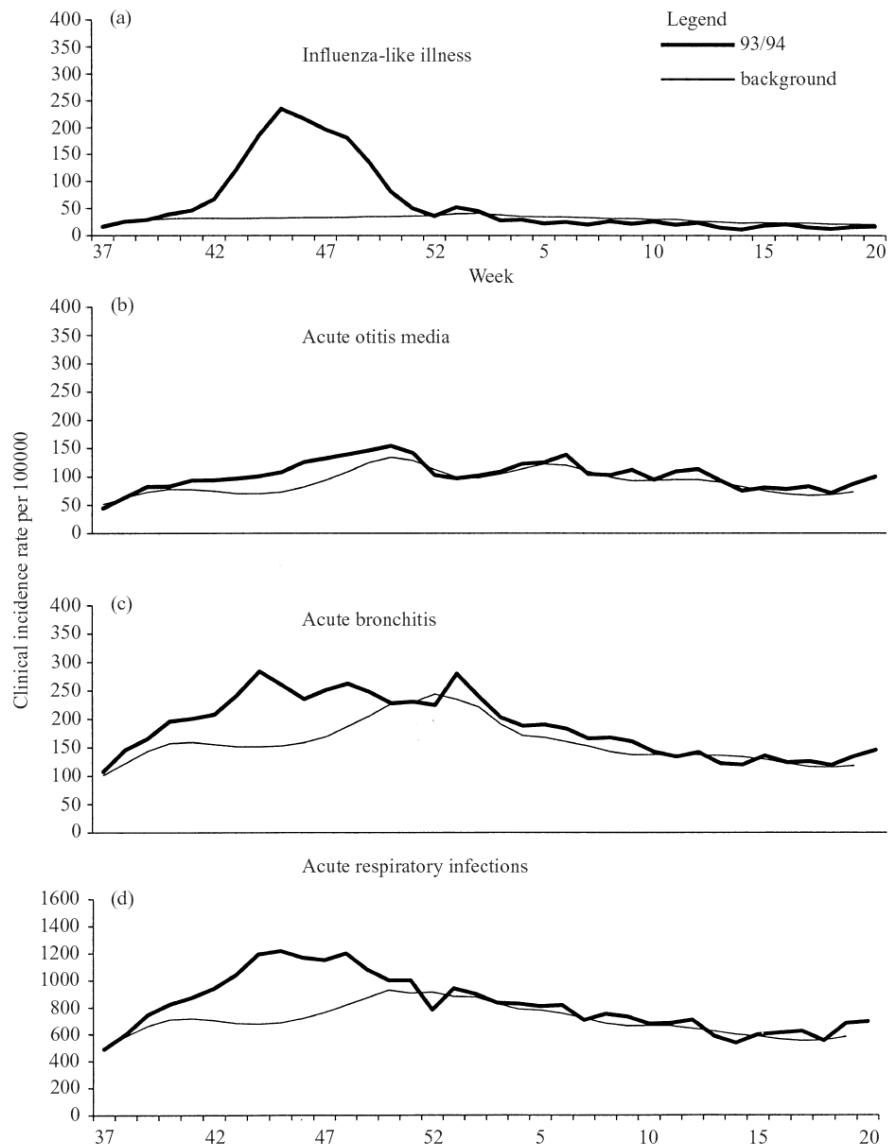 (a)
Legend
93/94
background
Influenza-like illness
400
350
300
250
200
150
100
50
0
37 42 47 52 5 10 15 20
Week
(b)
Acute otitis media
400
350
300
250
200
150
100
50
0
Clinical incidence rate per 100000
(c)
Acute bronchitis
400
350
300
250
200
150
100
50
0
Acute respiratory infections
(d)
1600
1400
1200
1000
800
600
400
200
0
37 42 47 52 5 10 15 20